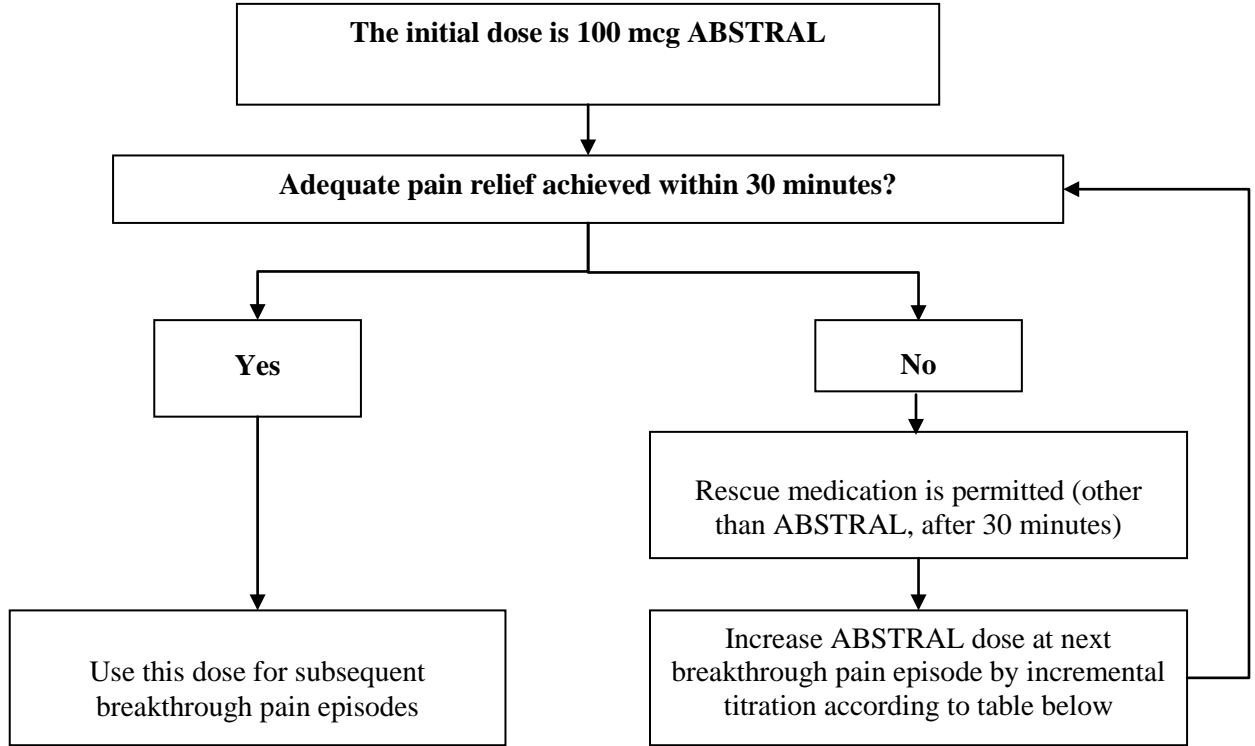 The initial dose is 100 mcg ABSTRAL
Adequate pain relief achieved within 30 minutes?
Yes
No
Rescue medication is permitted (other
than ABSTRAL, after 30 minutes)
Use this dose for subsequent
breakthrough pain episodes
Increase ABSTRAL dose at next
breakthrough pain episode by incremental
titration according to table below